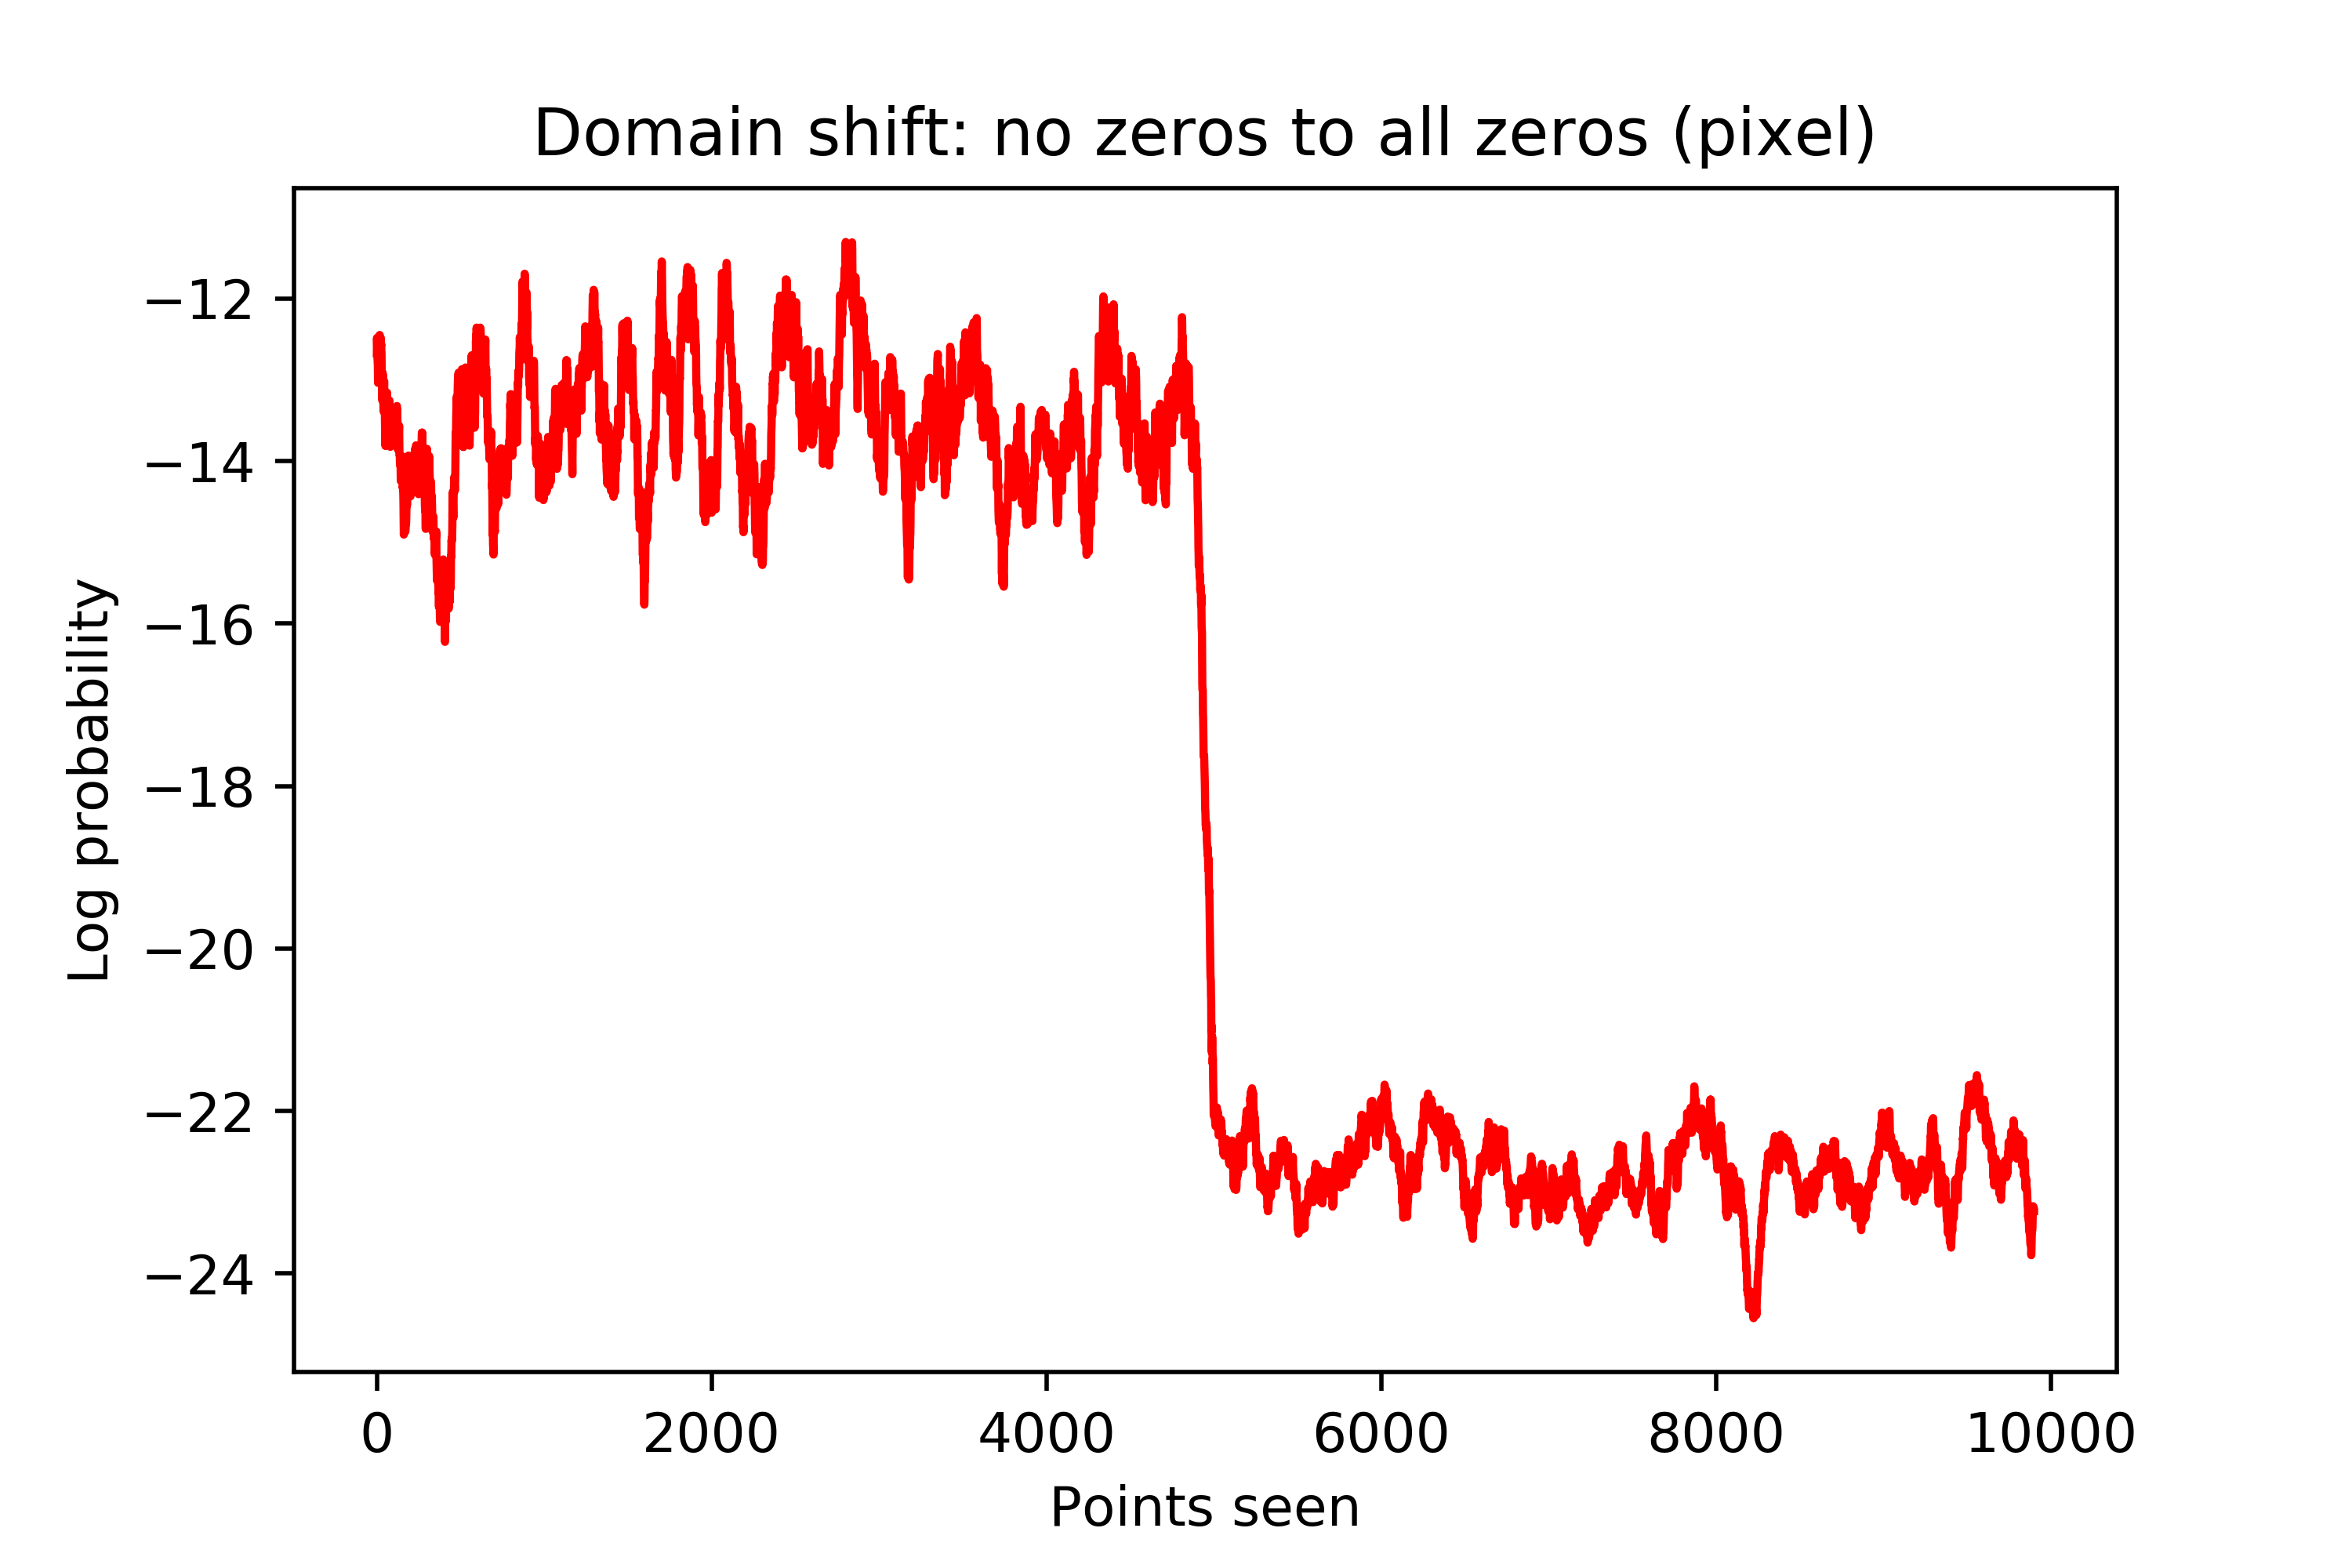 Domain shift: no zeros to all zeros (pixel)
Log probability
−12
−14
−16
−18
−20
−22
−24
0 2000 4000 6000 8000 10000
Points seen